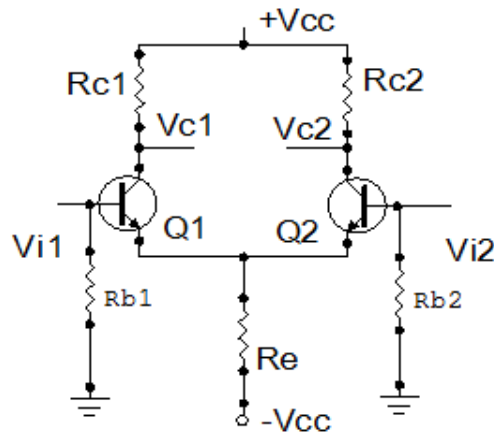 +Vcc
Rc1
Rc2
Vc1
Vc2
Q1
Q2
Vi1
Vi2
Rb1
Rb2
Re
-Vcc